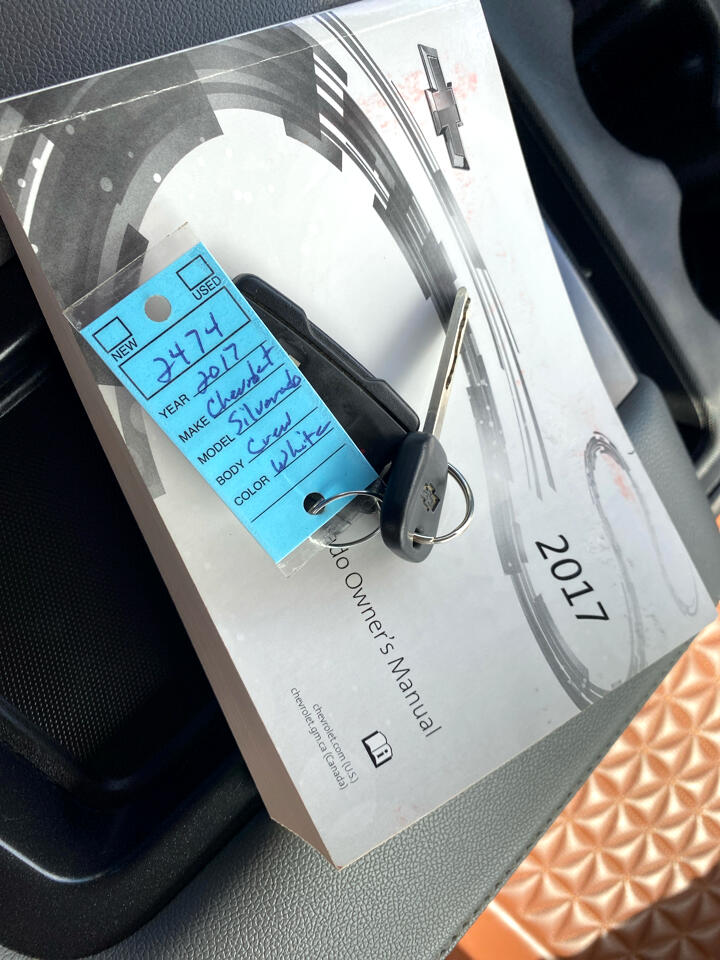 NEW USED
2474
YEAR 2017
MAKE Chevrolet
MODEL Silverado
BODY Crew
COLOR White
do Owner's Manual
2017
chevrolet.com (U.S.)
chevrolet.gm.ca (Canada)